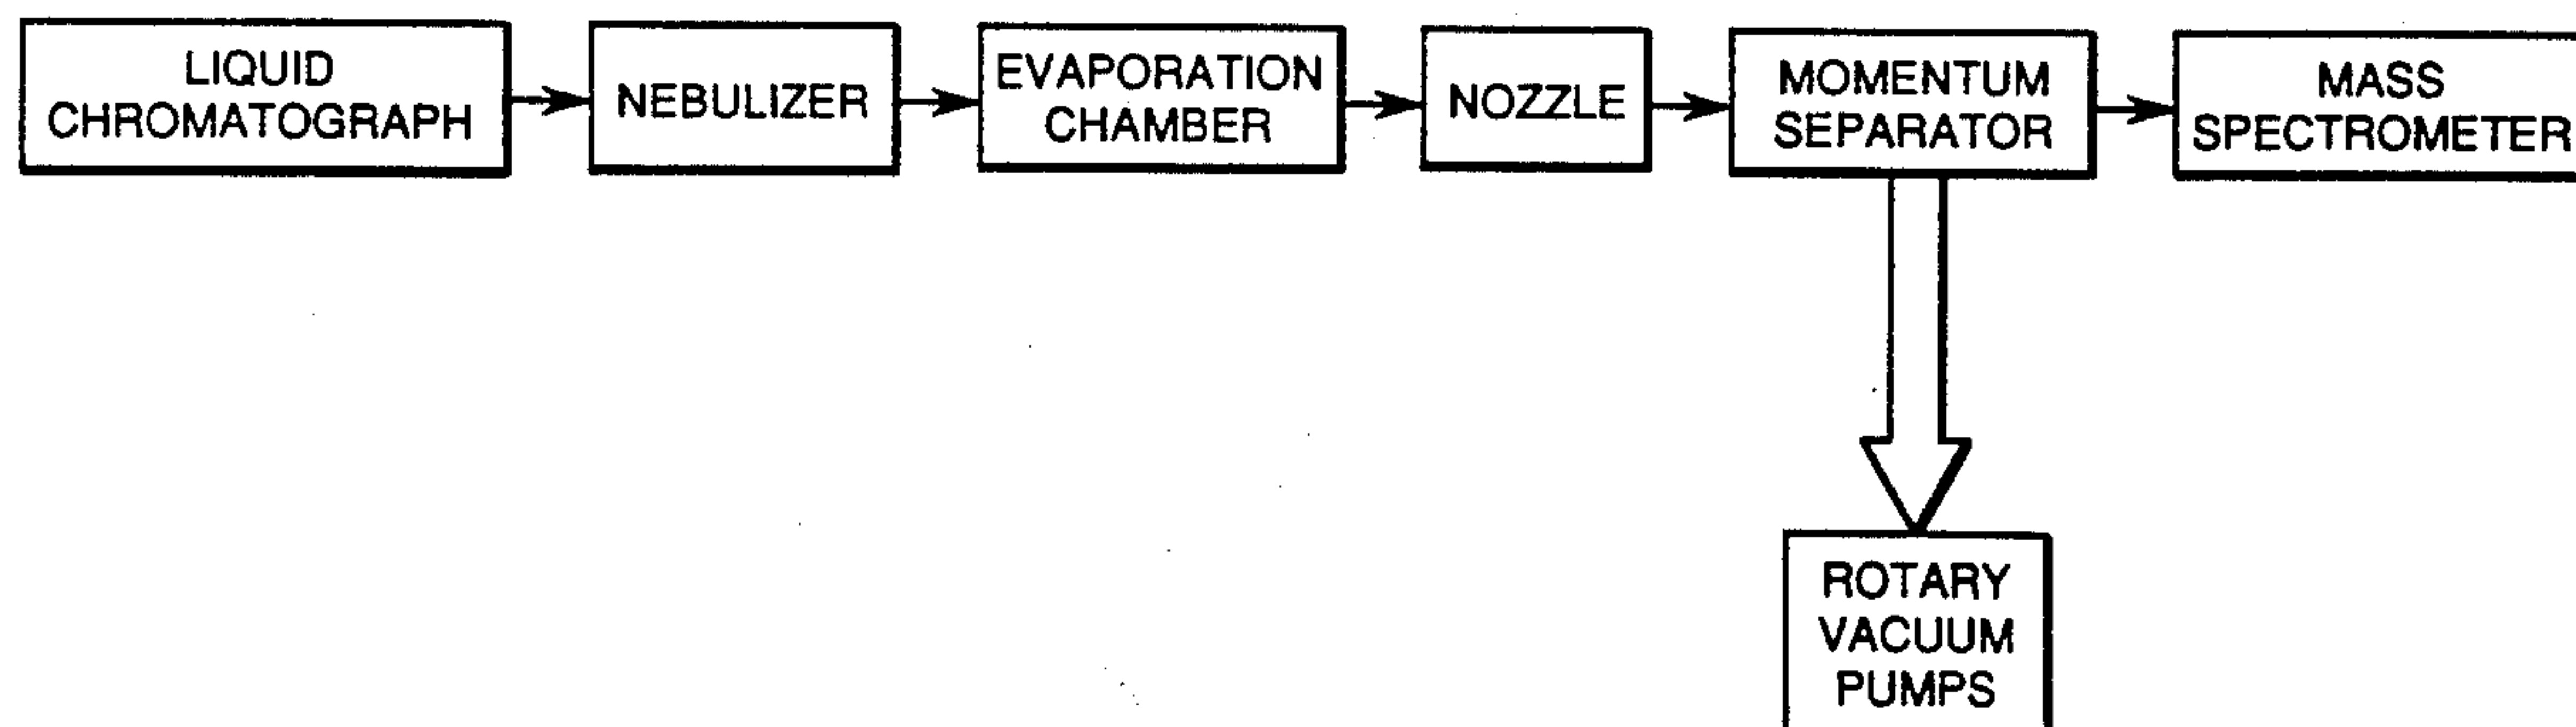 LIQUID
CHROMATOGRAPH
NEBULIZER
EVAPORATION
CHAMBER
NOZZLE
MOMENTUM
SEPARATOR
MASS
SPECTROMETER
ROTARY
VACUUM
PUMPS